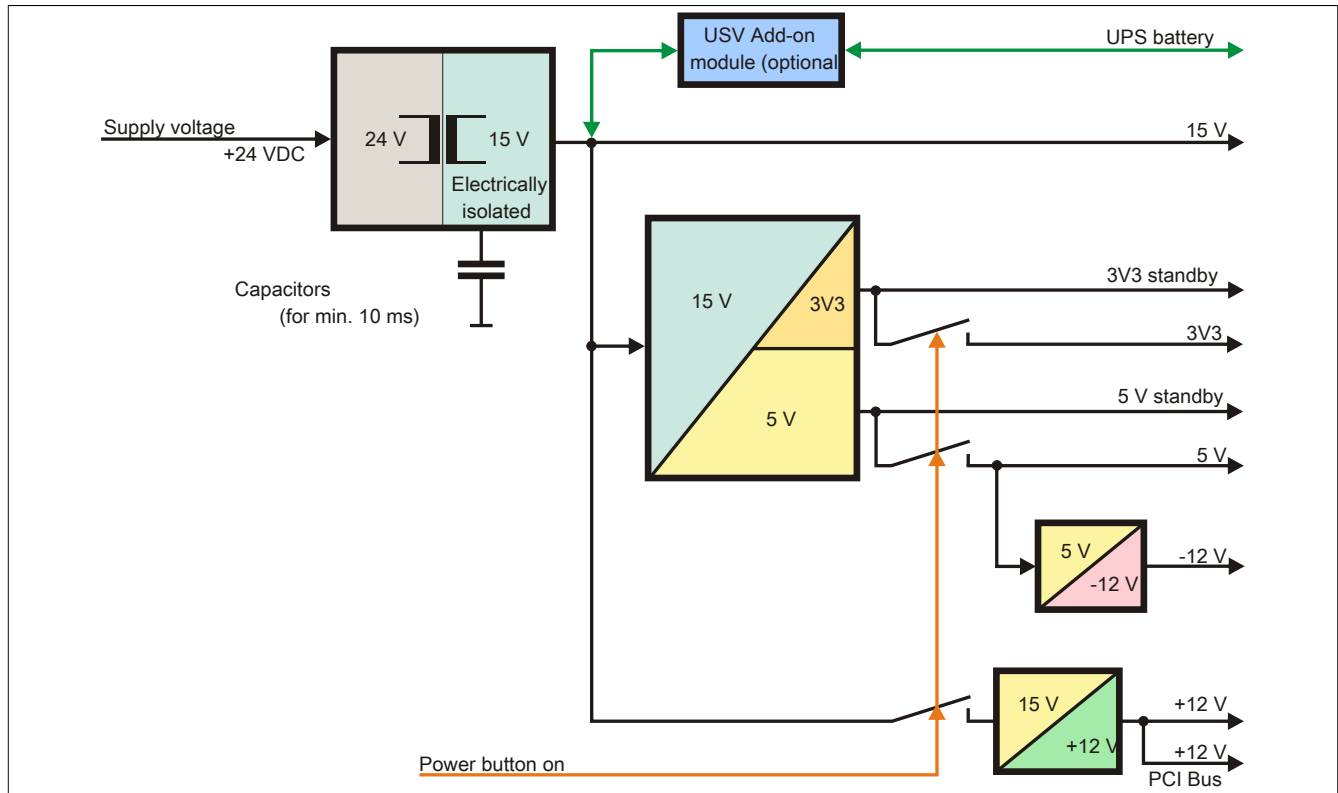 USV Add-on
module (optional
UPS battery
Supply voltage
+24 VDC
24 V
15 V
Electrically
isolated
15 V
Capacitors
(for min. 10 ms)
15 V
3V3
5 V
3V3 standby
3V3
5 V standby
5 V
5 V
-12 V
-12 V
15 V
+12 V
+12 V
+12 V
PCI Bus
Power button on